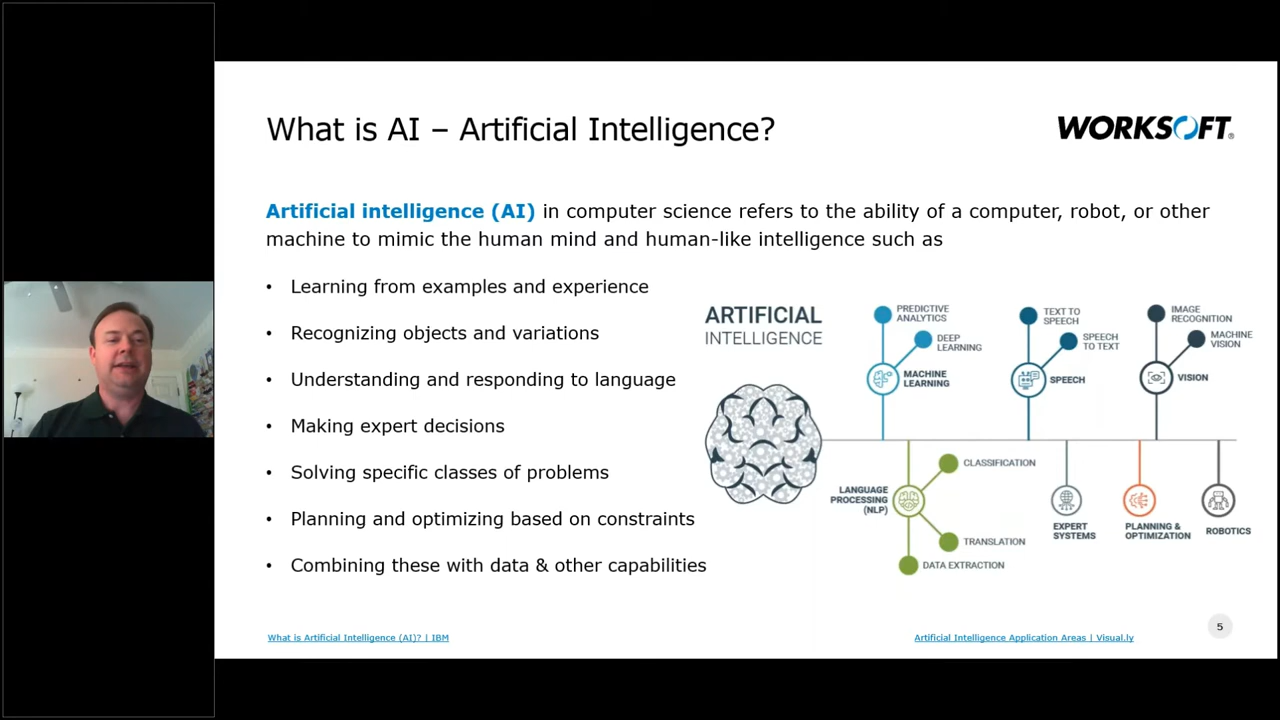 What is AI – Artificial Intelligence?
WORKSOFT®
Artificial intelligence (AI) in computer science refers to the ability of a computer, robot, or other
machine to mimic the human mind and human-like intelligence such as
• Learning from examples and experience
• Recognizing objects and variations
• Understanding and responding to language
• Making expert decisions
• Solving specific classes of problems
• Planning and optimizing based on constraints
• Combining these with data & other capabilities
ARTIFICIAL
INTELLIGENCE
PREDICTIVE
ANALYTICS
DEEP
LEARNING
MACHINE
LEARNING
TEXT TO
SPEECH
SPEECH
TO TEXT
SPEECH
IMAGE
RECOGNITION
MACHINE
VISION
VISION
LANGUAGE
PROCESSING
(NLP)
CLASSIFICATION
TRANSLATION
DATA EXTRACTION
EXPERT
SYSTEMS
PLANNING &
OPTIMIZATION
ROBOTICS
What is Artificial Intelligence (AI)? | IBM
Artificial Intelligence Application Areas | Visual.ly
5